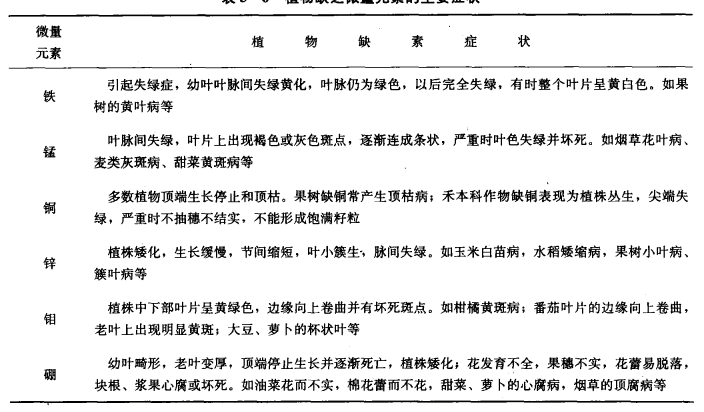 微量
元素
植 物 缺 素 症 状
铁
引起失绿症，幼叶叶脉间失绿黄化，叶脉仍为绿色，以后完全失绿，有时整个叶片呈黄白色。如果
树的黄叶病等
锰
叶脉间失绿，叶片上出现褐色或灰色斑点，逐渐连成条状，严重时叶色失绿并坏死。如烟草花叶病、
麦类灰斑病、甜菜黄斑病等
铜
多数植物顶端生长停止和顶枯。果树缺铜常产生顶枯病；禾本科作物缺铜表现为植株丛生，尖端失
绿，严重时不抽穗不结实，不能形成饱满籽粒
锌
植株矮化，生长缓慢，节间缩短，叶小簇生，脉间失绿。如玉米白苗病，水稻矮缩病，果树小叶病、
簇叶病等
钼
植株中下部叶片呈黄绿色，边缘向上卷曲并有坏死斑点。如柑橘黄斑病；番茄叶片的边缘向上卷曲，
老叶上出现明显黄斑；大豆、萝卜的杯状叶等
硼
幼叶畸形，老叶变厚，顶端停止生长并逐渐死亡，植株矮化；花发育不全，果穗不实，花蕾易脱落，
块根、浆果心腐或坏死。如油菜花而不实，棉花蕾而不花，甜菜、萝卜的心腐病，烟草的顶腐病等